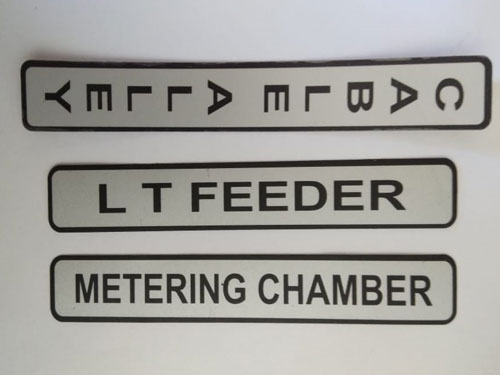 CABLE ALLEY
L T FEEDER
METERING CHAMBER